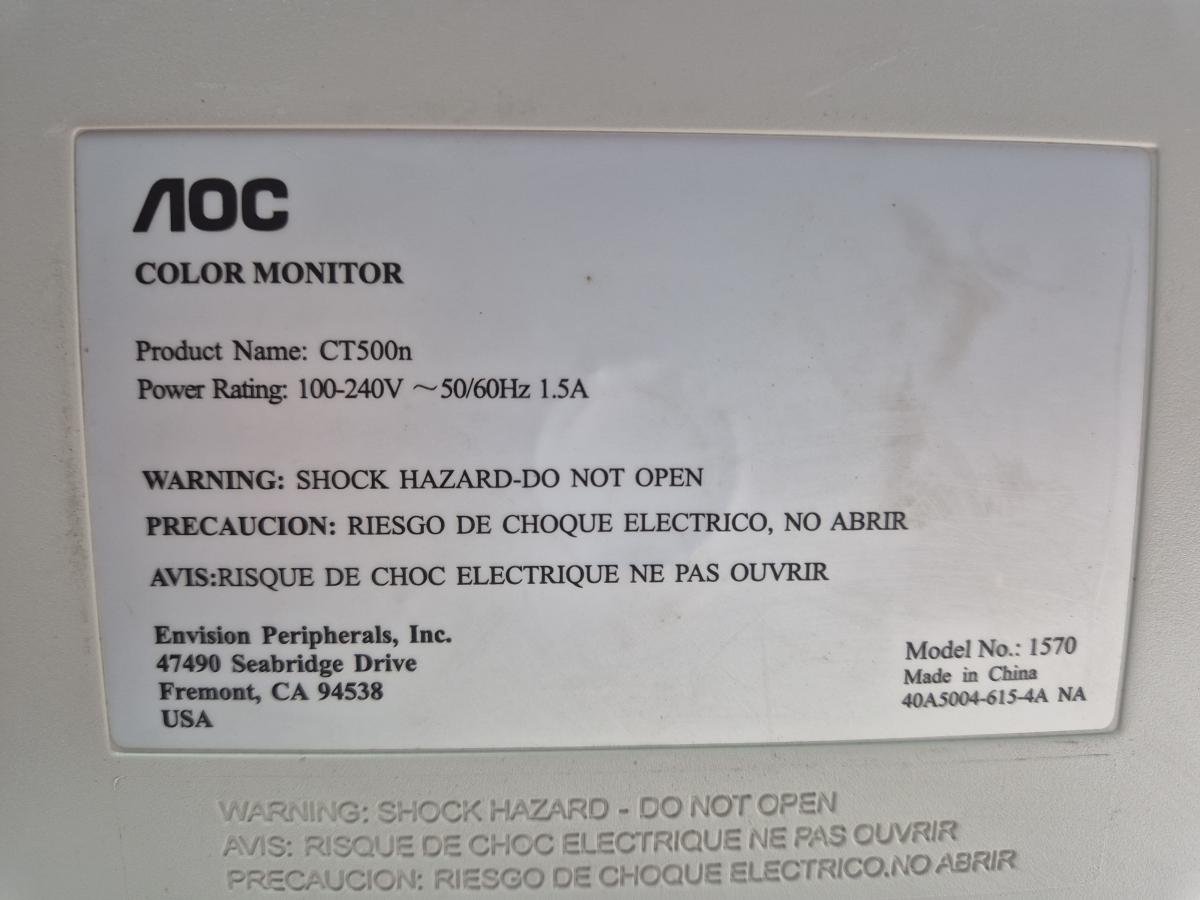 AOC
COLOR MONITOR
Product Name: CT500n
Power Rating: 100-240V ～50/60Hz 1.5A
WARNING: SHOCK HAZARD-DO NOT OPEN
PRECAUCION: RIESGO DE CHOQUE ELECTRICO, NO ABRIR
AVIS:RISQUE DE CHOC ELECTRIQUE NE PAS OUVRIR
Envision Peripherals, Inc.
47490 Seabridge Drive
Fremont, CA 94538
USA
Model No.: 1570
Made in China
40A5004-615-4A NA
WARNING: SHOCK HAZARD - DO NOT OPEN
AVIS: RISQUE DE CHOC ELECTRIQUE NE PAS OUVRIR
PRECAUCION: RIESGO DE CHOQUE ELECTRICO.NO ABRIR